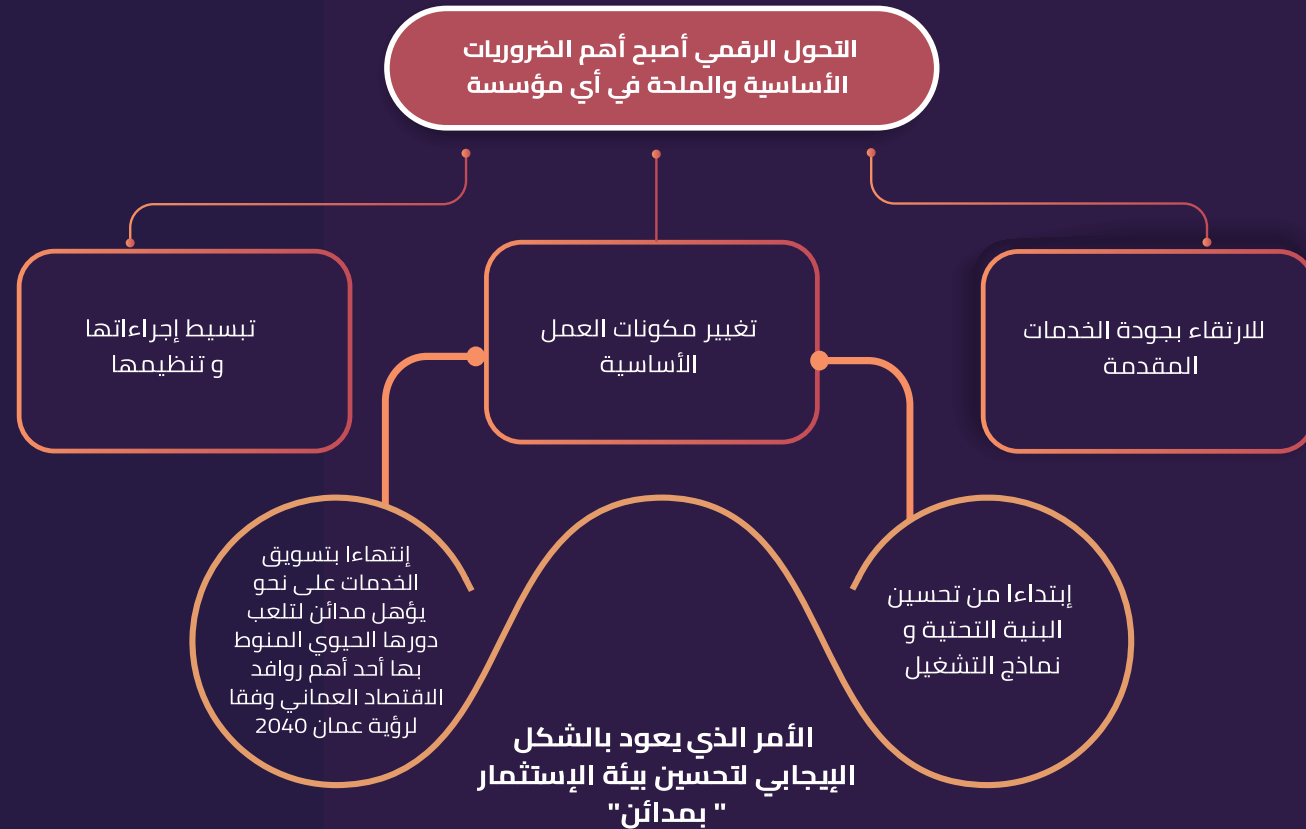 التحول الرقمي أصبح أهم الضروريات
الأساسية والملحة في أي مؤسسة
للارتقاء بجودة الخدمات
المقدمة
تغيير مكونات العمل
الأساسية
تبسيط إجراءاتها
و تنظيمها
إبتداءا من تحسين
البنية التحتية و
نماذج التشغيل
إنتهاءا بتسويق
الخدمات على نحو
يؤهل مدائن لتلعب
دورها الحيوي المنوط
بها أحد أهم روافد
الاقتصاد العماني وفقا
لرؤية عمان 2040
الأمر الذي يعود بالشكل
الإيجابي لتحسين بيئة الإستثمار
" بمدائن"